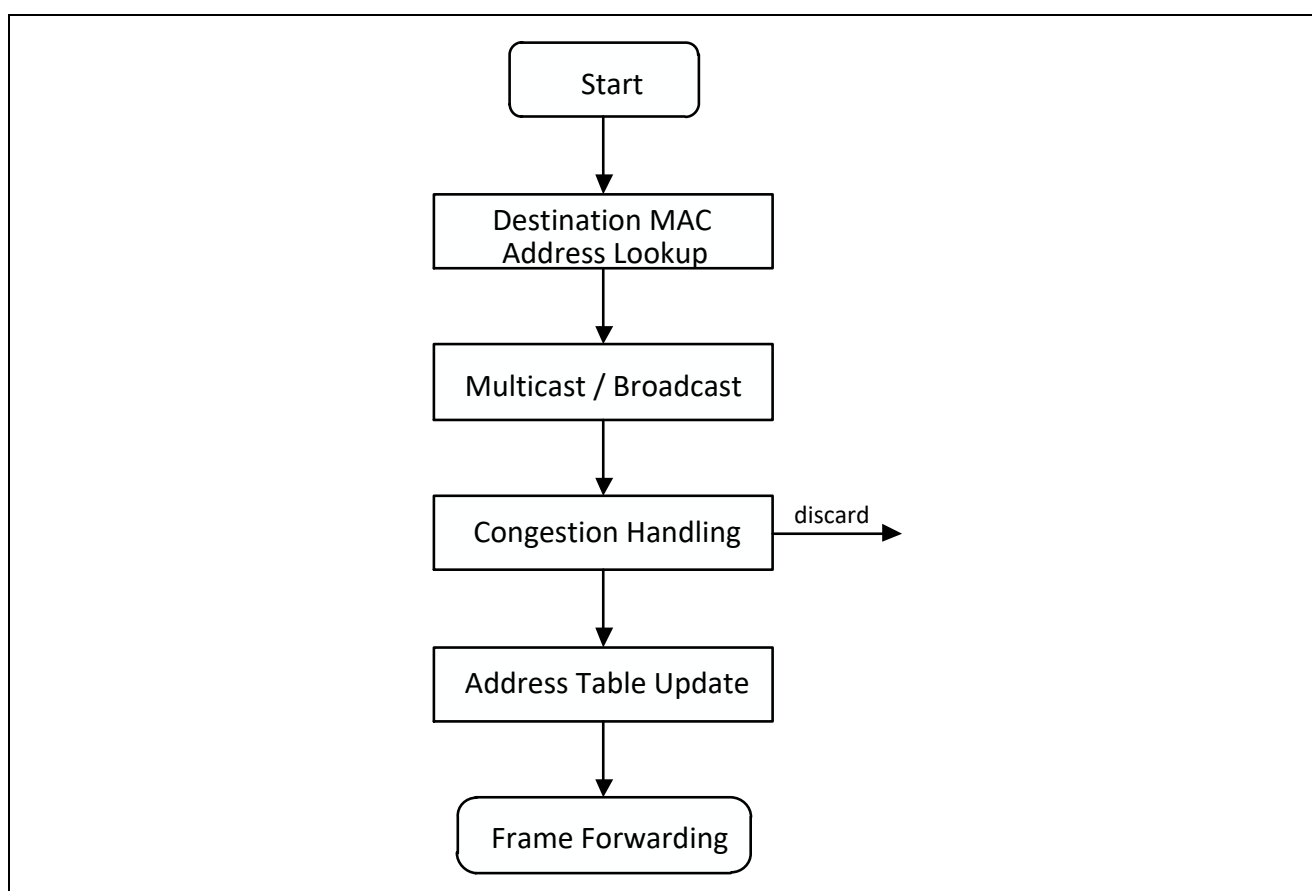 Start
Destination MAC
Address Lookup
Multicast / Broadcast
Congestion Handling
discard
Address Table Update
Frame Forwarding